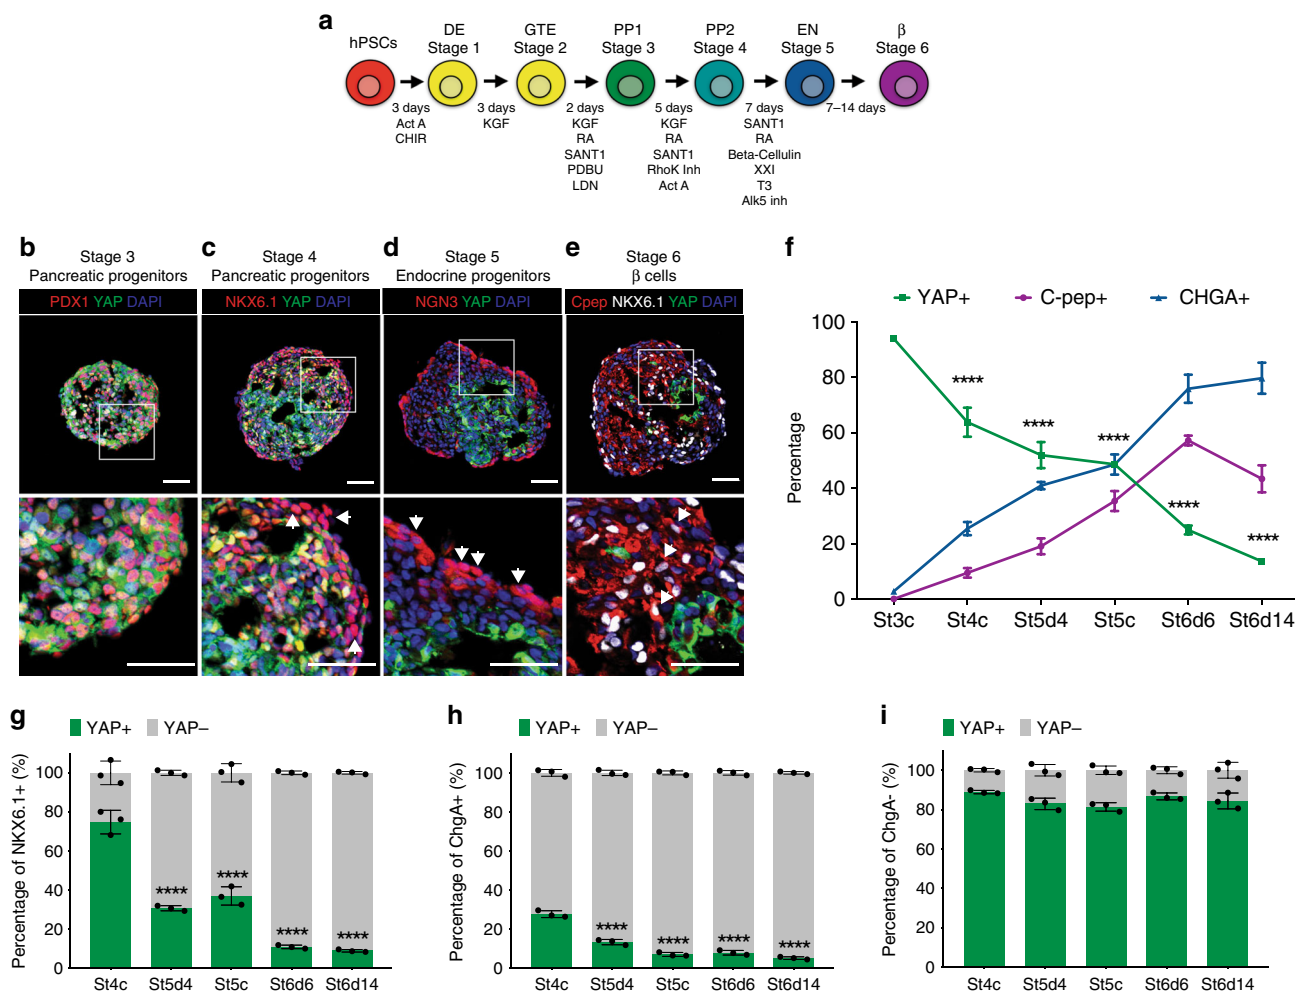 a
hPSCs
DE
Stage 1
GTE
Stage 2
PP1
Stage 3
PP2
Stage 4
EN
Stage 5
β
Stage 6
3 days
Act A
CHIR
3 days
KGF
2 days
KGF
RA
SANT1
PDBU
LDN
5 days
KGF
RA
SANT1
RhoK Inh
Act A
7 days
SANT1
RA
Beta-Cellulin
XXI
T3
Alk5 inh
7–14 days
b
Stage 3
Pancreatic progenitors
PDX1 YAP DAPI
c
Stage 4
Pancreatic progenitors
NKX6.1 YAP DAPI
d
Stage 5
Endocrine progenitors
NGN3 YAP DAPI
e
Stage 6
β cells
Cpep NKX6.1 YAP DAPI
f
YAP+ C-pep+ CHGA+
Percentage
100
80
60
40
20
0
**** **** **** **** ****
St3c St4c St5d4 St5c St6d6 St6d14
g
YAP+ YAP–
Percentage of NKX6.1+ (%)
100
80
60
40
20
0
**** **** **** ****
St4c St5d4 St5c St6d6 St6d14
h
YAP+ YAP–
Percentage of ChgA+ (%)
100
80
60
40
20
0
**** **** **** ****
St4c St5d4 St5c St6d6 St6d14
i
YAP+ YAP–
Percentage of ChgA- (%)
100
80
60
40
20
0
St4c St5d4 St5c St6d6 St6d14